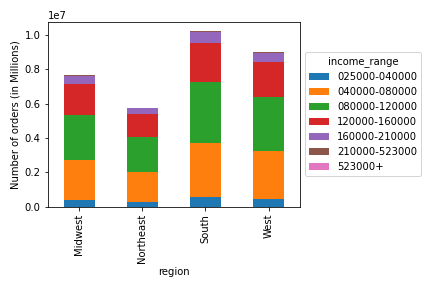 1e7
1.0
0.8
0.6
0.4
0.2
0.0
Number of orders (in Millions)
Midwest
Northeast
South
West
region
income_range
025000-040000
040000-080000
080000-120000
120000-160000
160000-210000
210000-523000
523000+